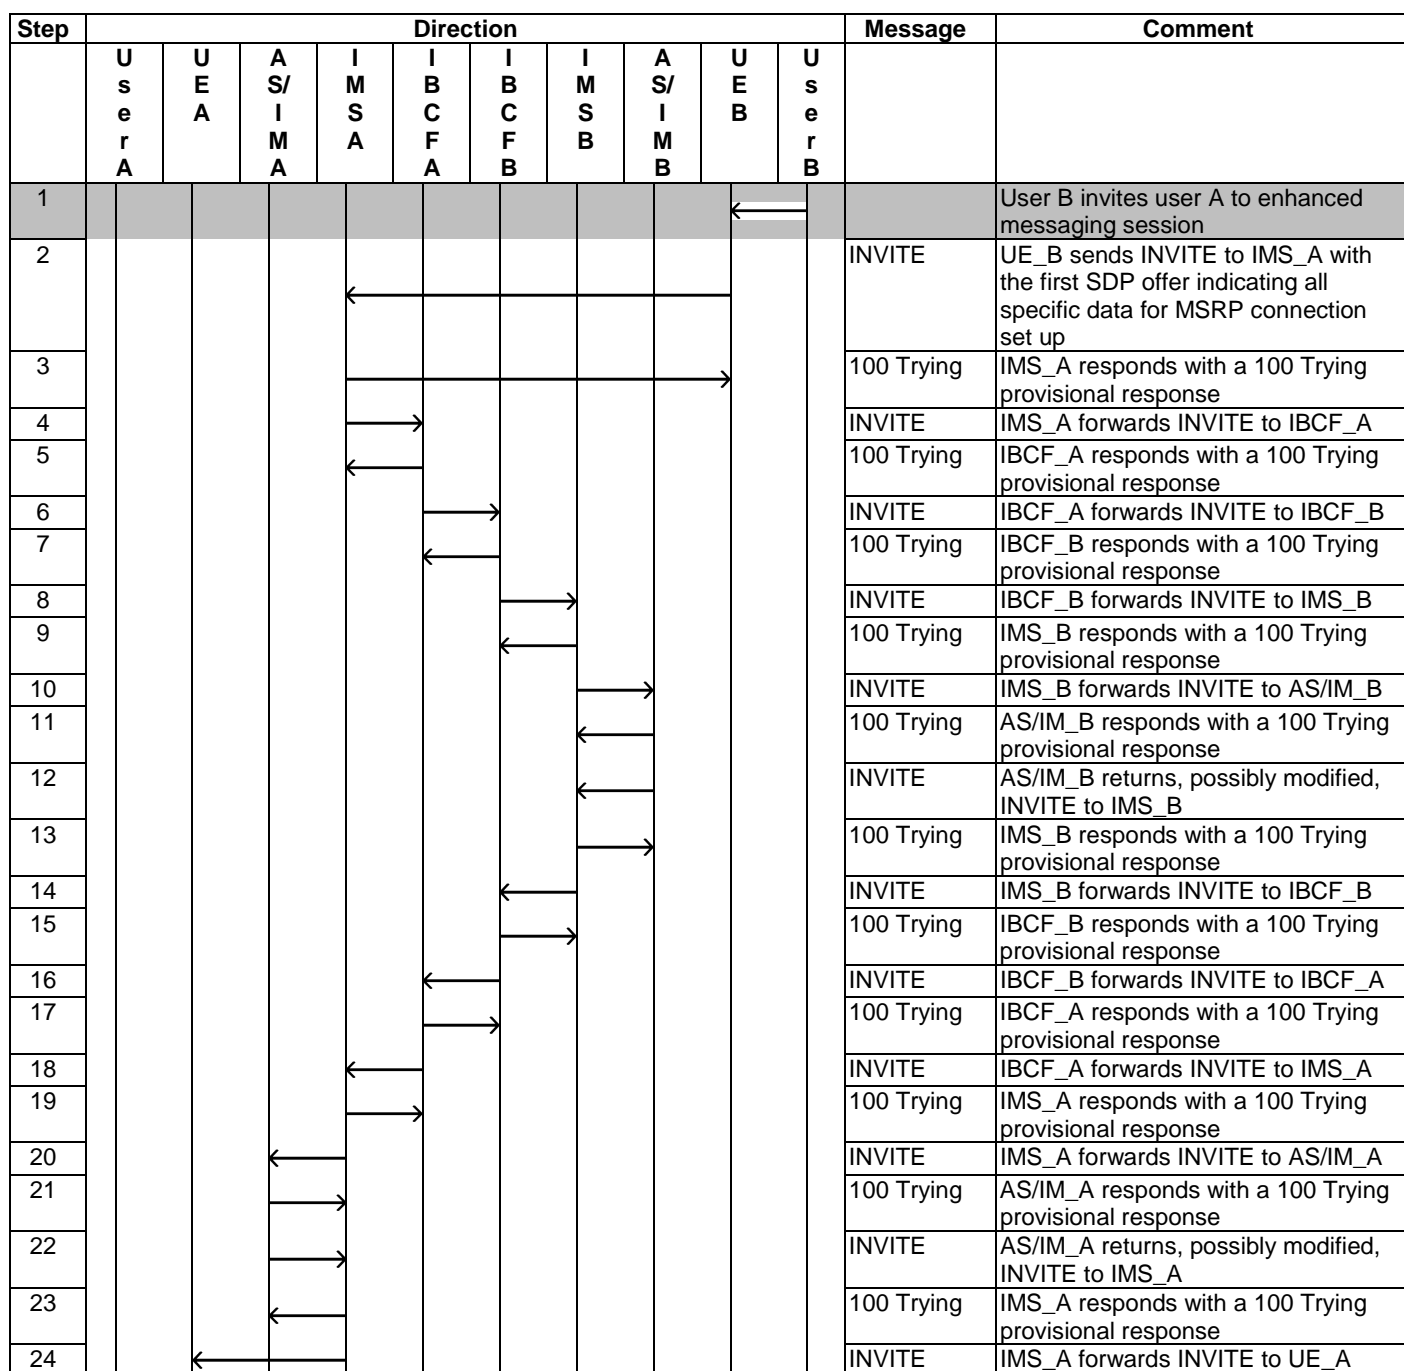 Step Direction Message Comment
User A UE A AS/IM A IMS A IBCF A IBCF B IMS B AS/IM B UE B User B
1 User B invites user A to enhanced
messaging session
2 INVITE UE_B sends INVITE to IMS_A with
the first SDP offer indicating all
specific data for MSRP connection
set up
3 100 Trying IMS_A responds with a 100 Trying
provisional response
4 INVITE IMS_A forwards INVITE to IBCF_A
5 100 Trying IBCF_A responds with a 100 Trying
provisional response
6 INVITE IBCF_A forwards INVITE to IBCF_B
7 100 Trying IBCF_B responds with a 100 Trying
provisional response
8 INVITE IBCF_B forwards INVITE to IMS_B
9 100 Trying IMS_B responds with a 100 Trying
provisional response
10 INVITE IMS_B forwards INVITE to AS/IM_B
11 100 Trying AS/IM_B responds with a 100 Trying
provisional response
12 INVITE AS/IM_B returns, possibly modified,
INVITE to IMS_B
13 100 Trying IMS_B responds with a 100 Trying
provisional response
14 INVITE IMS_B forwards INVITE to IBCF_B
15 100 Trying IBCF_B responds with a 100 Trying
provisional response
16 INVITE IBCF_B forwards INVITE to IBCF_A
17 100 Trying IBCF_A responds with a 100 Trying
provisional response
18 INVITE IBCF_A forwards INVITE to IMS_A
19 100 Trying IMS_A responds with a 100 Trying
provisional response
20 INVITE IMS_A forwards INVITE to AS/IM_A
21 100 Trying AS/IM_A responds with a 100 Trying
provisional response
22 INVITE AS/IM_A returns, possibly modified,
INVITE to IMS_A
23 100 Trying IMS_A responds with a 100 Trying
provisional response
24 INVITE IMS_A forwards INVITE to UE_A